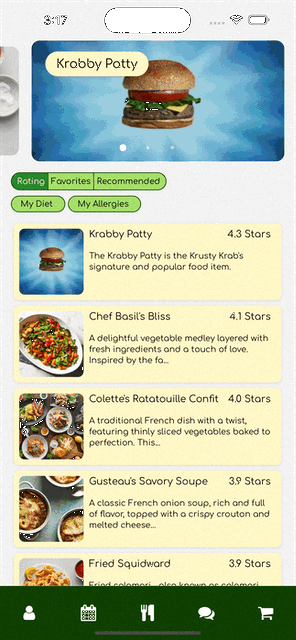 3:17
Krabby Patty
Rating Favorites Recommended
My Diet My Allergies
Krabby Patty 4.3 Stars
The Krabby Patty is the Krusty Krab's
signature and popular food item.
Chef Basil's Bliss 4.1 Stars
A delightful vegetable medley layered with
fresh ingredients and a touch of love.
Inspired by the fa...
Colette's Ratatouille Confit 4.0 Stars
A traditional French dish with a twist,
featuring thinly sliced vegetables baked to
perfection. This...
Gusteau's Savory Soupe 3.9 Stars
A classic French onion soup, rich and full
of flavor, topped with a crispy crouton and
melted cheese...
Fried Squidward 3.9 Stars
Fried calamari, also known as calamari